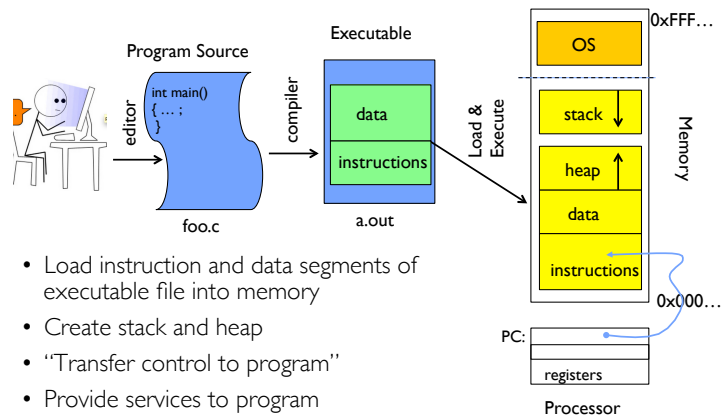 Program Source
Executable
0xFFF…
OS
int main()
{ … ;
}
editor
compiler
data
instructions
Load &
Execute
stack
heap
data
instructions
Memory
foo.c
a.out
0x000…
• Load instruction and data segments of
executable file into memory
• Create stack and heap
• “Transfer control to program”
• Provide services to program
PC:
registers
Processor